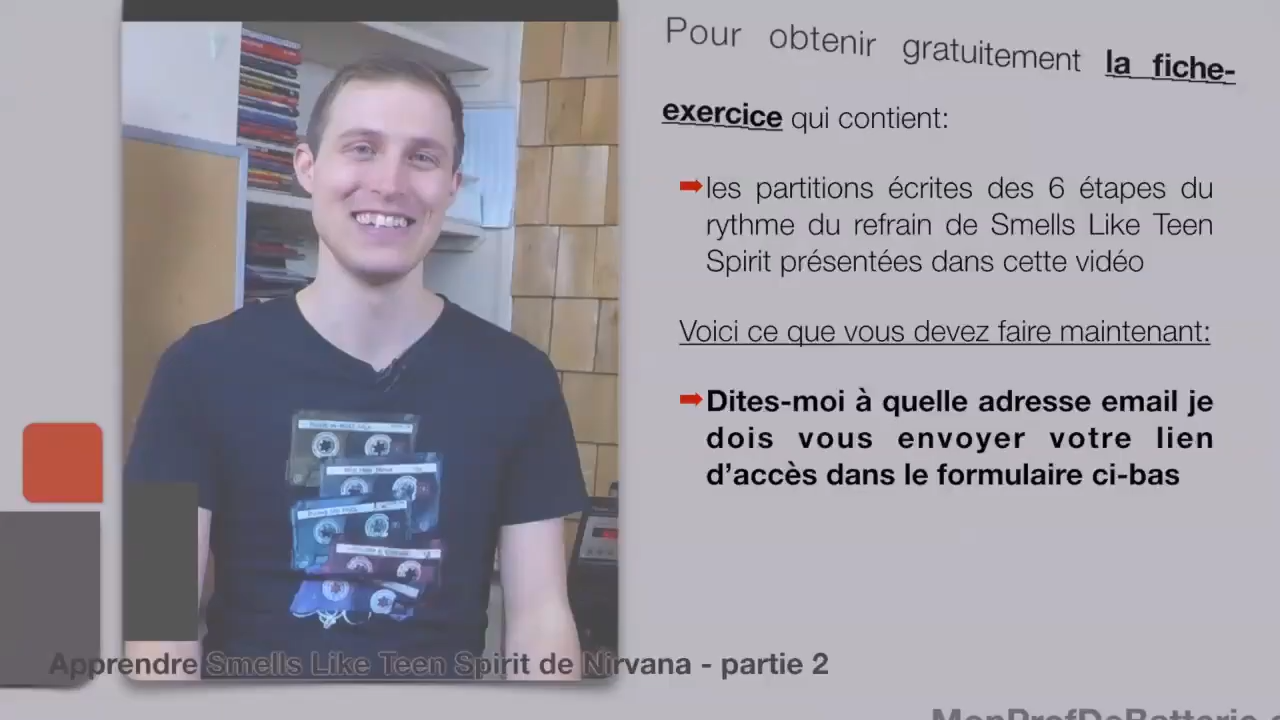 Pour obtenir gratuitement la fiche-
exercice qui contient:
➡les partitions écrites des 6 étapes du
rythme du refrain de Smells Like Teen
Spirit présentées dans cette vidéo
Voici ce que vous devez faire maintenant:
➡Dites-moi à quelle adresse email je
dois vous envoyer votre lien
d’accès dans le formulaire ci-bas
Apprendre Smells Like Teen Spirit de Nirvana - partie 2
MonProfDeBatterie